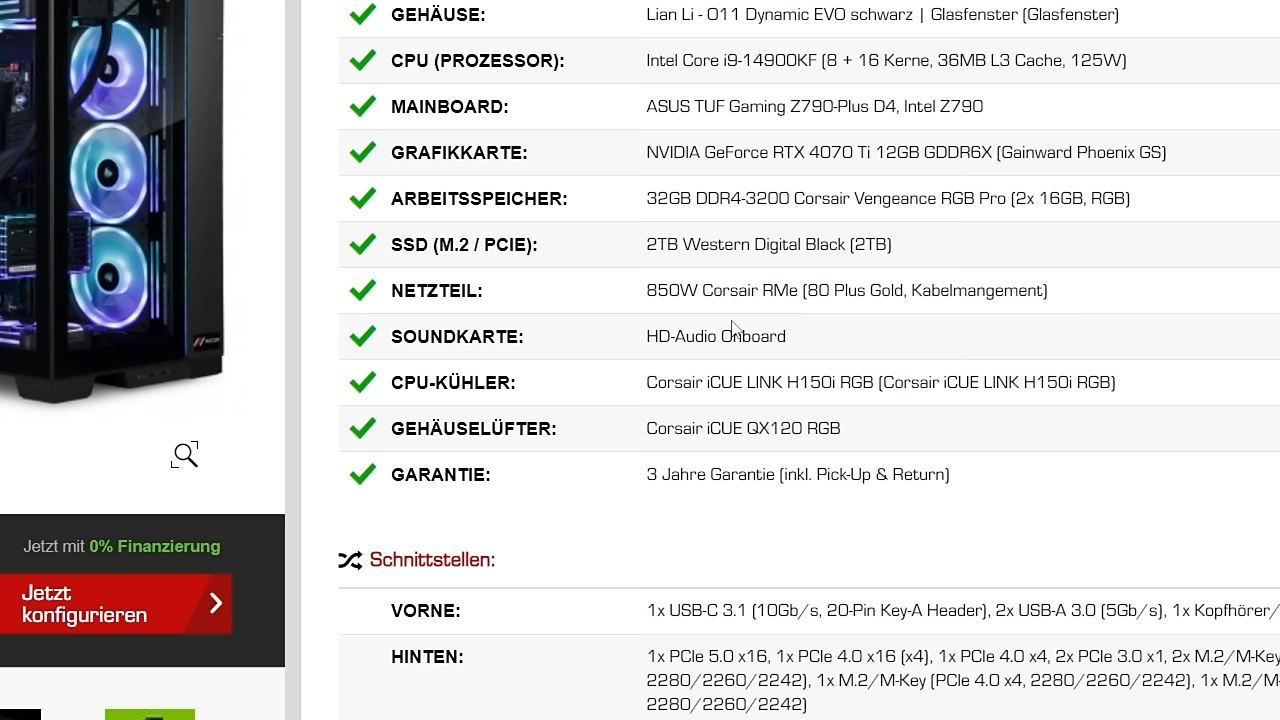 GEHÄUSE: Lian Li - O11 Dynamic EVO schwarz | Glasfenster (Glasfenster)
CPU (PROZESSOR): Intel Core i9-14900KF (8 + 16 Kerne, 36MB L3 Cache, 125W)
MAINBOARD: ASUS TUF Gaming Z790-Plus D4, Intel Z790
GRAFIKKARTE: NVIDIA GeForce RTX 4070 Ti 12GB GDDR6X (Gainward Phoenix GS)
ARBEITSSPEICHER: 32GB DDR4-3200 Corsair Vengeance RGB Pro (2x 16GB, RGB)
SSD (M.2 / PCIE): 2TB Western Digital Black (2TB)
NETZTEIL: 850W Corsair RMe (80 Plus Gold, Kabelmangement)
SOUNDKARTE: HD-Audio Onboard
CPU-KÜHLER: Corsair iCUE LINK H150i RGB (Corsair iCUE LINK H150i RGB)
GEHÄUSELÜFTER: Corsair iCUE QX120 RGB
GARANTIE: 3 Jahre Garantie (inkl. Pick-Up & Return)
Jetzt mit 0% Finanzierung
Jetzt
konfigurieren
Schnittstellen:
VORNE: 1x USB-C 3.1 (10Gb/s, 20-Pin Key-A Header), 2x USB-A 3.0 (5Gb/s), 1x Kopfhörer/
HINTEN: 1x PCIe 5.0 x16, 1x PCIe 4.0 x16 (x4), 1x PCIe 4.0 x4, 2x PCIe 3.0 x1, 2x M.2/M-Key
2280/2260/2242), 1x M.2/M-Key (PCIe 4.0 x4, 2280/2260/2242), 1x M.2/M-
2280/2260/2242)